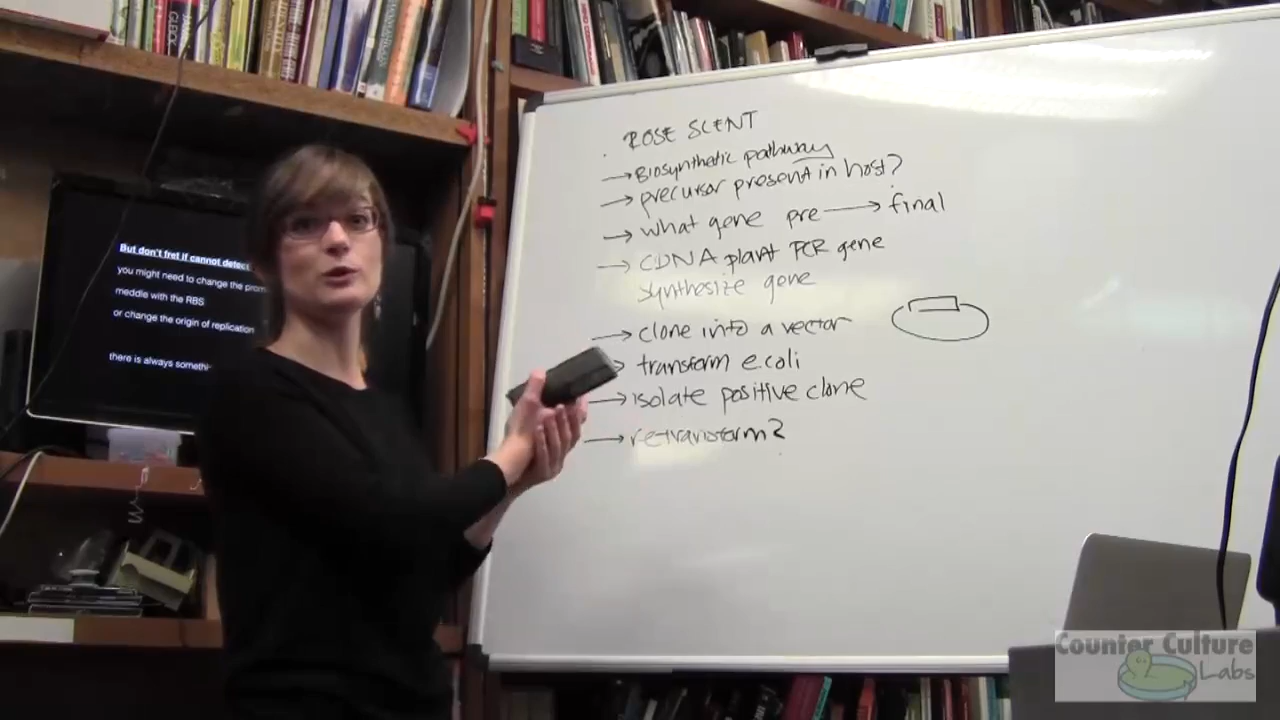 ROSE SCENT
→ Biosynthetic pathway
→ precursor present in host?
→ what gene pre → final
→ CDNA plant PCR gene
synthesize gene
→ clone into a vector
→ transform e.coli
→ isolate positive clone
→ retransform?
But don't fret if cannot detect
you might need to change the prom
meddle with the RBS
or change the origin of replication
there is always somethi
Counter Culture
Labs